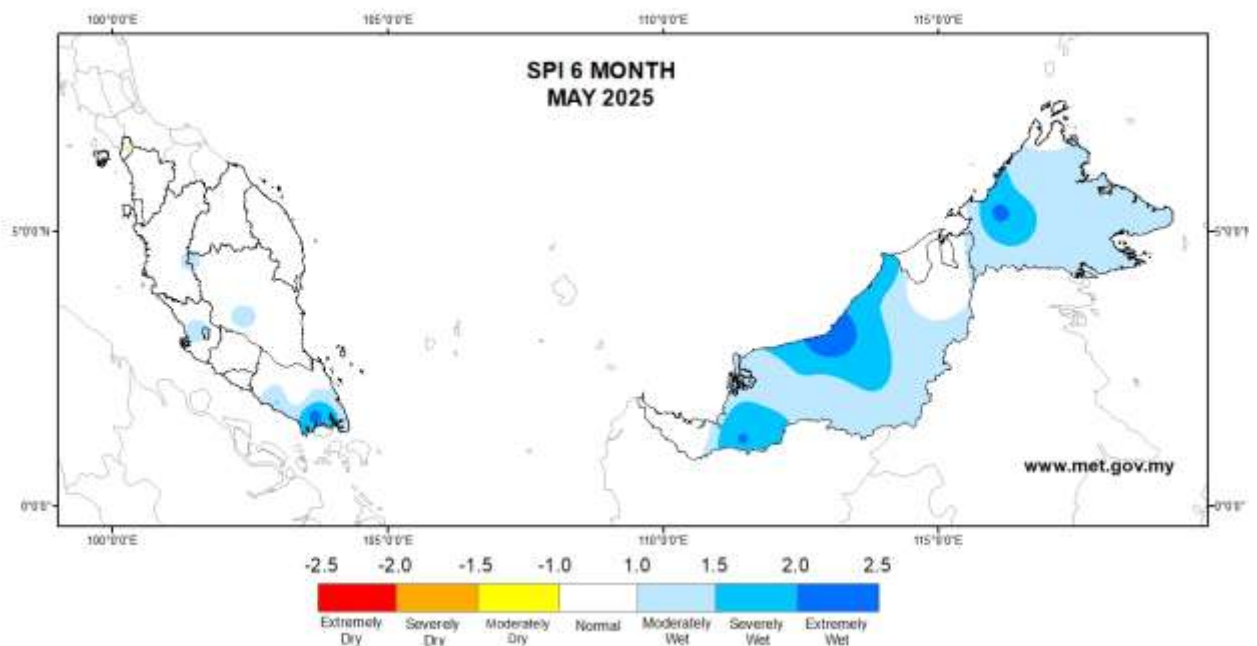 100°0'0"E 105°0'0"E 110°0'0"E 115°0'0"E
SPI 6 MONTH
MAY 2025
5°0'0"N 5°0'0"N
www.met.gov.my
0°0'0" 0°0'0"
100°0'0"E 105°0'0"E 110°0'0"E 115°0'0"E
-2.5 -2.0 -1.5 -1.0 1.0 1.5 2.0 2.5
Extremely Dry
Severely Dry
Moderately Dry
Normal
Moderately Wet
Severely Wet
Extremely Wet